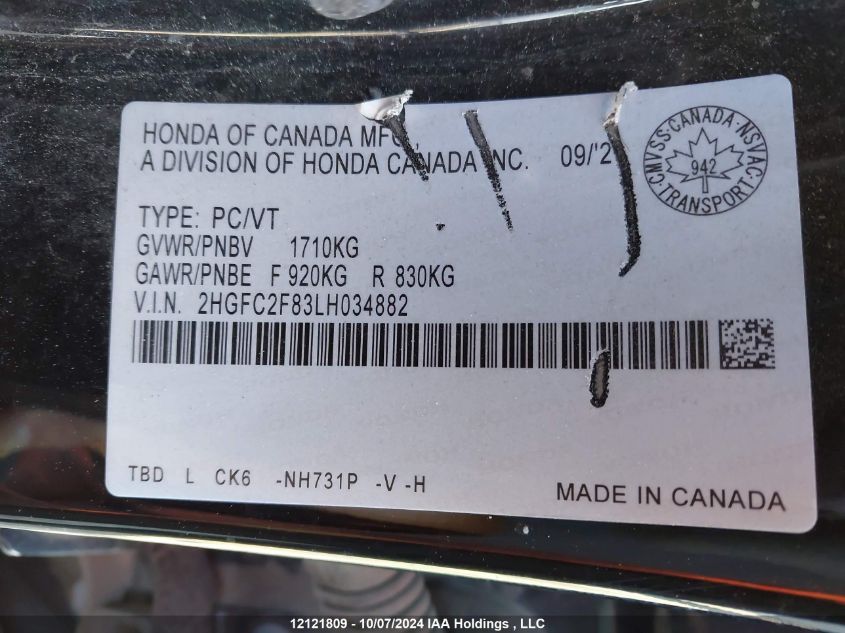 HONDA OF CANADA MFG.
A DIVISION OF HONDA CANADA INC. 09/'2
CMVSS·CANADA·NSVAC·TRANSPORT·
942
TYPE: PC/VT
GVWR/PNBV 1710KG
GAWR/PNBE F 920KG R 830KG
V.I.N. 2HGFC2F83LH034882
TBD L CK6 -NH731P -V -H
MADE IN CANADA
12121809 - 10/07/2024 IAA Holdings , LLC